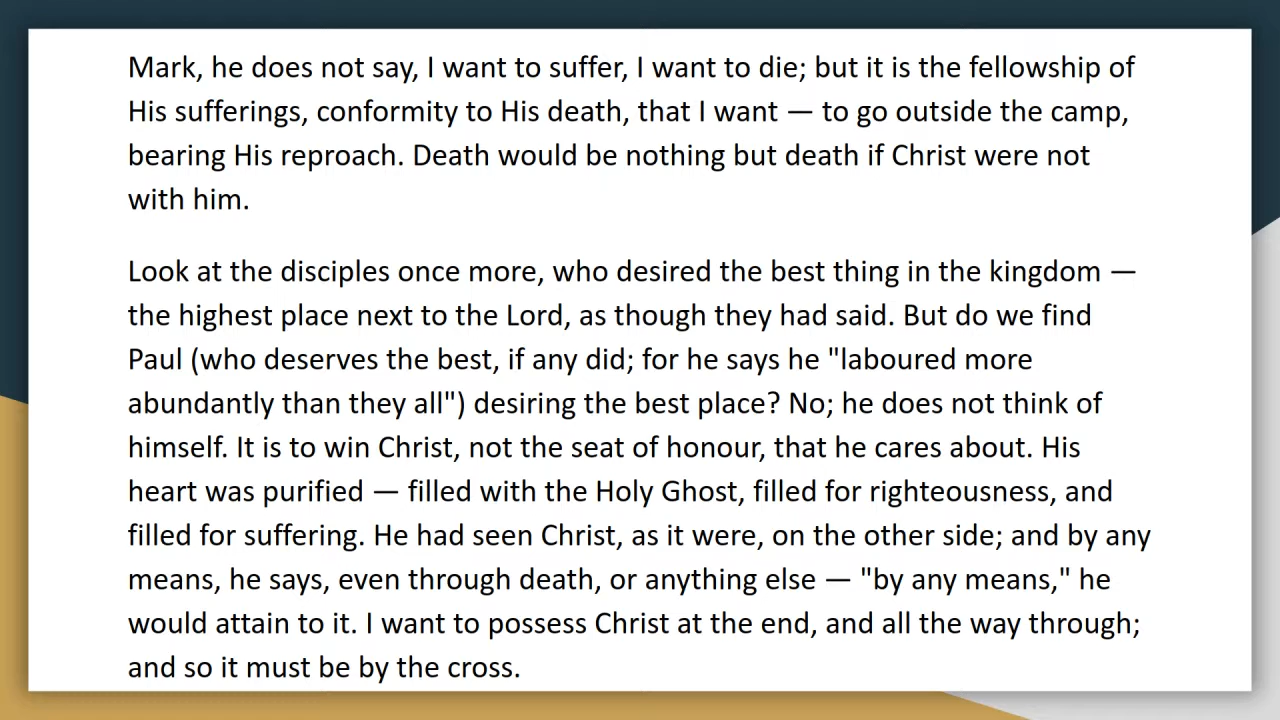 Mark, he does not say, I want to suffer, I want to die; but it is the fellowship of
His sufferings, conformity to His death, that I want — to go outside the camp,
bearing His reproach. Death would be nothing but death if Christ were not
with him.
Look at the disciples once more, who desired the best thing in the kingdom —
the highest place next to the Lord, as though they had said. But do we find
Paul (who deserves the best, if any did; for he says he "laboured more
abundantly than they all") desiring the best place? No; he does not think of
himself. It is to win Christ, not the seat of honour, that he cares about. His
heart was purified — filled with the Holy Ghost, filled for righteousness, and
filled for suffering. He had seen Christ, as it were, on the other side; and by any
means, he says, even through death, or anything else — "by any means," he
would attain to it. I want to possess Christ at the end, and all the way through;
and so it must be by the cross.